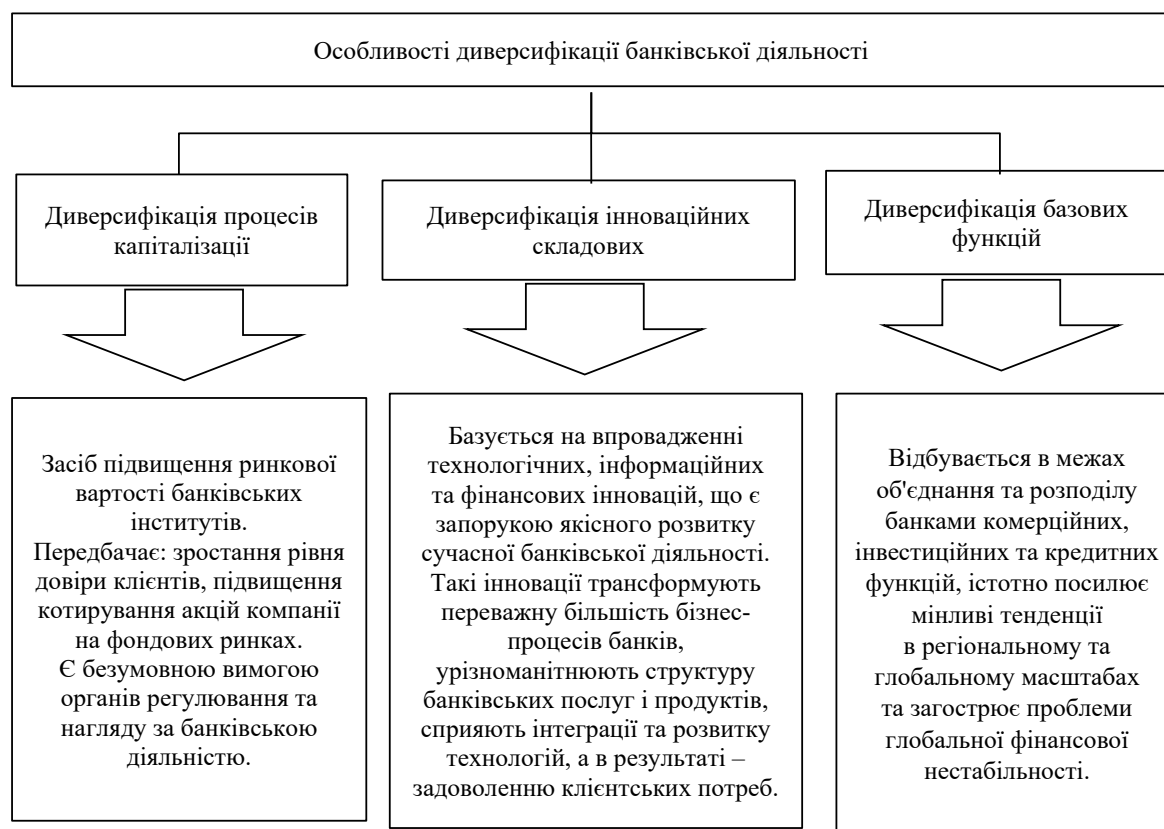 Особливості диверсифікації банківської діяльності
Диверсифікація процесів
капіталізації
Диверсифікація інноваційних
складових
Диверсифікація базових
функцій
Засіб підвищення ринкової
вартості банківських
інститутів.
Передбачає: зростання рівня
довіри клієнтів, підвищення
котирування акцій компанії
на фондових ринках.
Є безумовною вимогою
органів регулювання та
нагляду за банківською
діяльністю.
Базується на впровадженні
технологічних, інформаційних
та фінансових інновацій, що є
запорукою якісного розвитку
сучасної банківської діяльності.
Такі інновації трансформують
переважну більшість бізнес-
процесів банків,
урізноманітнюють структуру
банківських послуг і продуктів,
сприяють інтеграції та розвитку
технологій, а в результаті –
задоволенню клієнтських потреб.
Відбувається в межах
об'єднання та розподілу
банками комерційних,
інвестиційних та кредитних
функцій, істотно посилює
мінливі тенденції
в регіональному та
глобальному масштабах
та загострює проблеми
глобальної фінансової
нестабільності.